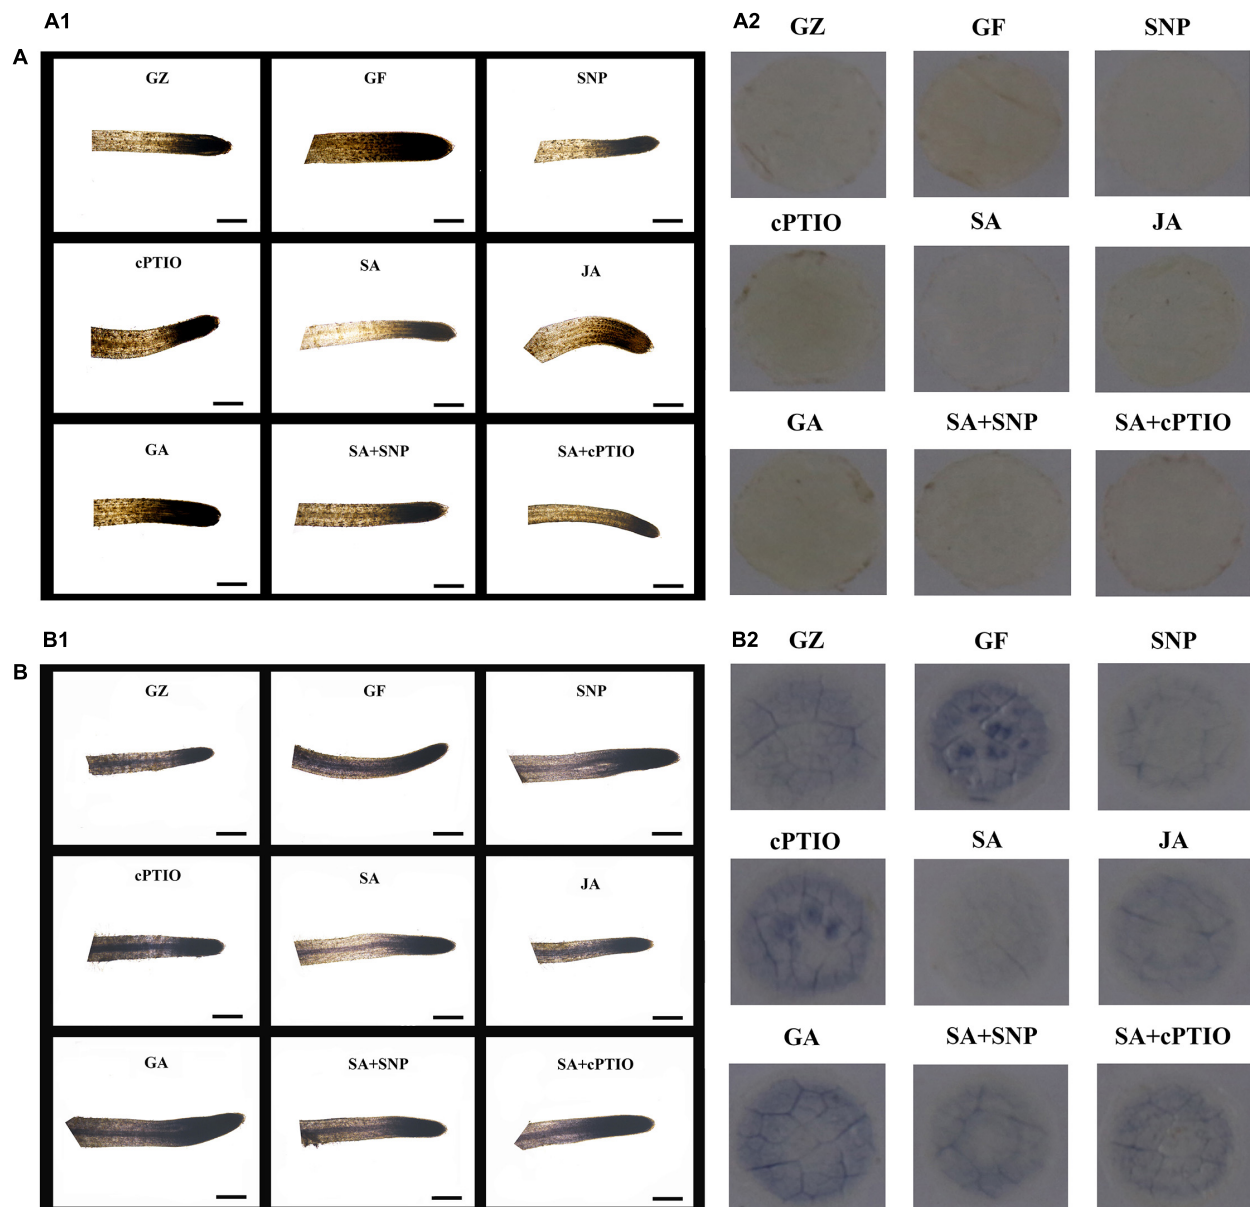 A1
A
GZ GF SNP
cPTIO SA JA
GA SA+SNP SA+cPTIO
A2
GZ GF SNP
cPTIO SA JA
GA SA+SNP SA+cPTIO
B1
B
GZ GF SNP
cPTIO SA JA
GA SA+SNP SA+cPTIO
B2
GZ GF SNP
cPTIO SA JA
GA SA+SNP SA+cPTIO